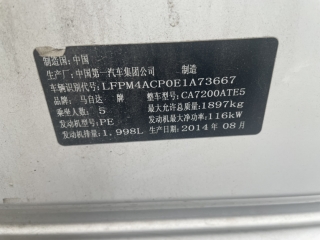 制造国：中国
生产厂：中国第一汽车集团公司 制造
车辆识别代号：LFPM4ACP0E1A73667
品牌：马自达 牌 整车型号：CA7200ATE5
乘坐人数：5 最大允许总质量：1897kg
发动机型号：PE 发动机最大净功率：116kW
发动机排量：1.998L 生产日期：2014年08月